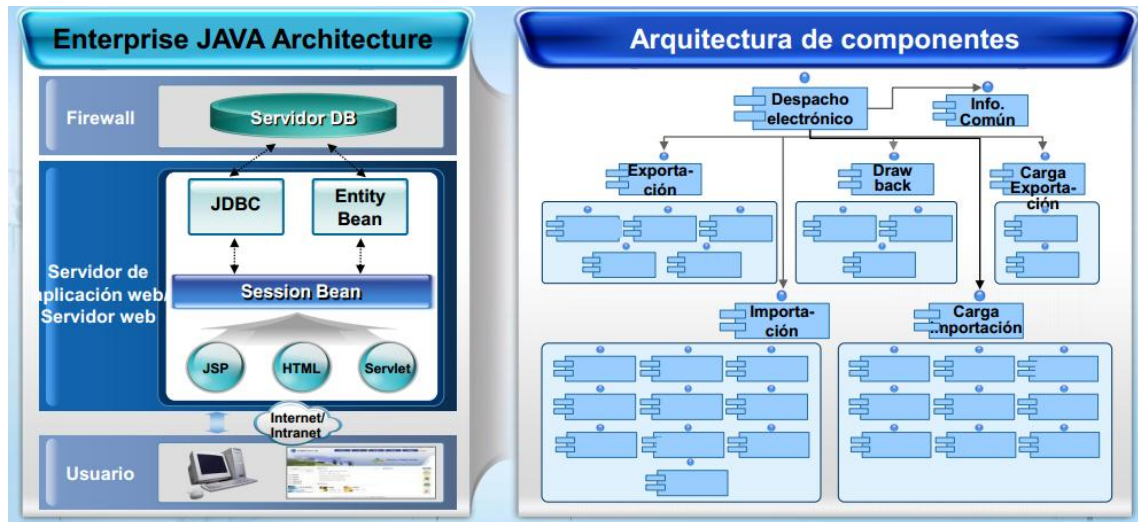 Enterprise JAVA Architecture
Firewall
Servidor DB
JDBC
Entity
Bean
Servidor de
aplicación web/
Servidor web
Session Bean
JSP
HTML
Servlet
Internet/
Intranet
Usuario
Arquitectura de componentes
Despacho
electrónico
Info.
Común
Exporta-
ción
Draw
back
Carga
Exporta-
ción
Importa-
ción
Carga
Importación